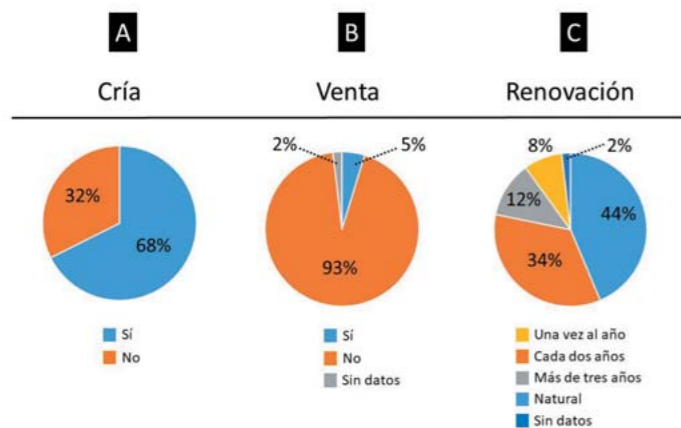 A
B
C
Cría
Venta
Renovación
32%
68%
2%
5%
93%
8%
2%
12%
44%
34%
Sí
No
Sí
No
Sin datos
Una vez al año
Cada dos años
Más de tres años
Natural
Sin datos